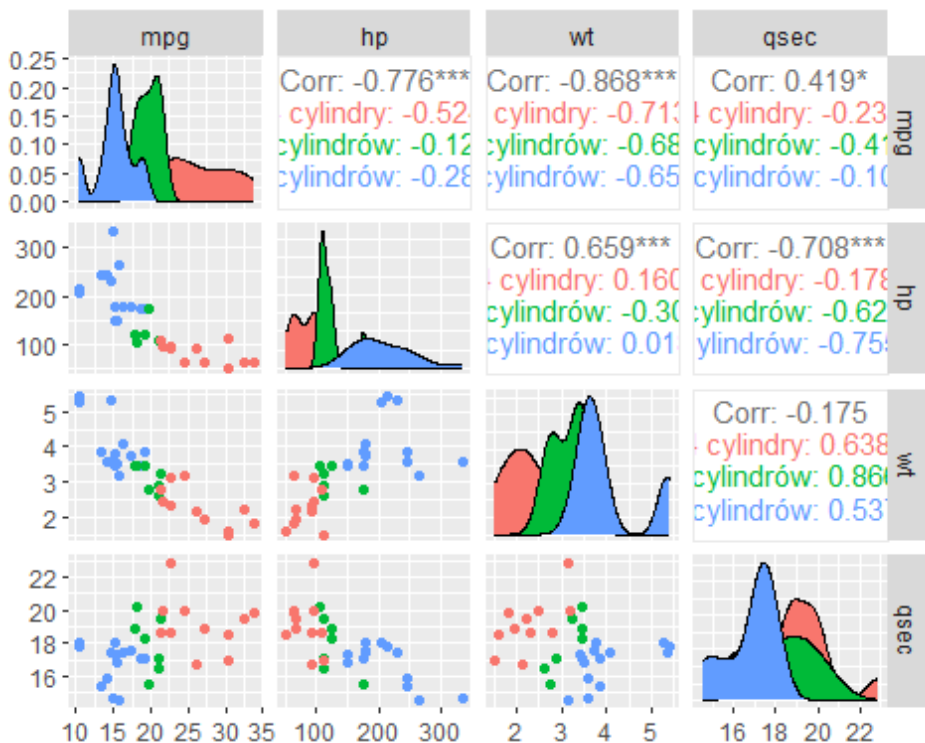 mpg hp wt qsec
0.25
0.20
0.15
0.10
0.05
0.00
Corr: -0.776***
cylindry: -0.52
cylindrów: -0.12
cylindrów: -0.28
Corr: -0.868***
cylindry: -0.71
cylindrów: -0.68
cylindrów: -0.65
Corr: 0.419*
cylindry: -0.23
cylindrów: -0.41
cylindrów: -0.10
mpg
300
200
100
Corr: 0.659***
cylindry: 0.160
cylindrów: -0.30
cylindrów: 0.01
Corr: -0.708***
cylindry: -0.178
cylindrów: -0.62
cylindrów: -0.75
hp
5
4
3
2
Corr: -0.175
cylindry: 0.638
cylindrów: 0.866
cylindrów: 0.537
wt
22
20
18
16
qsec
10 15 20 25 30 35
100 200 300
2 3 4 5
16 18 20 22